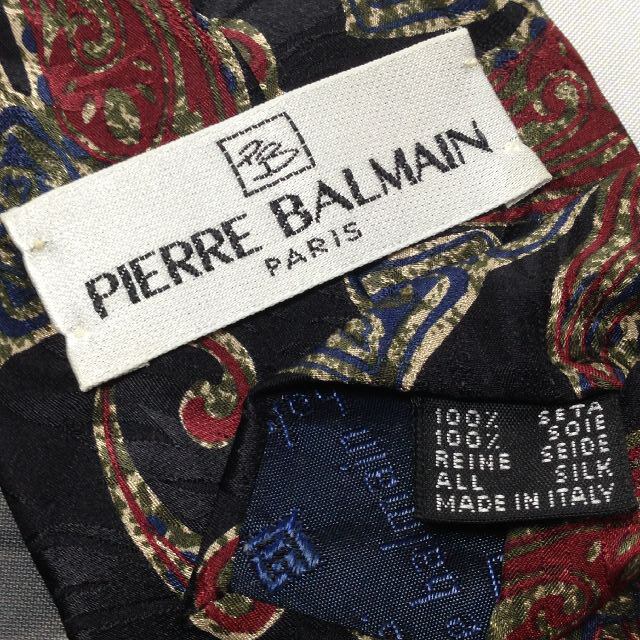 PB
PIERRE BALMAIN
PARIS
100% SETA
100% SOIE
REINE SEIDE
ALL SILK
MADE IN ITALY